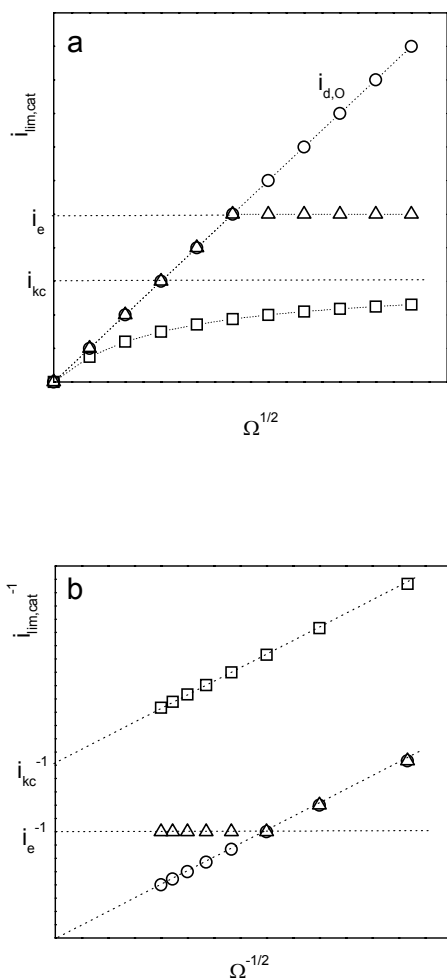 a
i_d,O
i_lim,cat
i_e
i_kc
Ω^1/2
b
i_lim,cat^-1
i_kc^-1
i_e^-1
Ω^-1/2